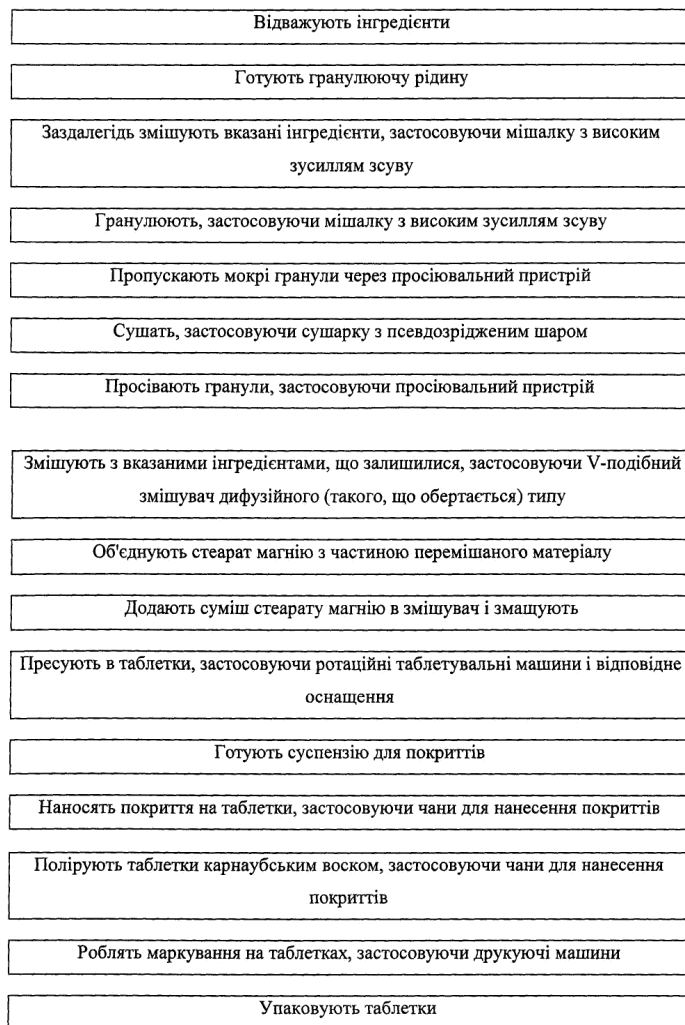 Відважують інгредієнти
Готують гранулюючу рідину
Заздалегідь змішують вказані інгредієнти, застосовуючи мішалку з високим
зусиллям зсуву
Гранулюють, застосовуючи мішалку з високим зусиллям зсуву
Пропускають мокрі гранули через просіювальний пристрій
Сушать, застосовуючи сушарку з псевдозрідженим шаром
Просівають гранули, застосовуючи просіювальний пристрій
Змішують з вказаними інгредієнтами, що залишилися, застосовуючи V-подібний
змішувач дифузійного (такого, що обертається) типу
Об'єднують стеарат магнію з частиною перемішаного матеріалу
Додають суміш стеарату магнію в змішувач і змащують
Пресують в таблетки, застосовуючи ротаційні таблетувальні машини і відповідне
оснащення
Готують суспензію для покриттів
Наносять покриття на таблетки, застосовуючи чани для нанесення покриттів
Полірують таблетки карнаубським воском, застосовуючи чани для нанесення
покриттів
Роблять маркування на таблетках, застосовуючи друкуючі машини
Упаковують таблетки